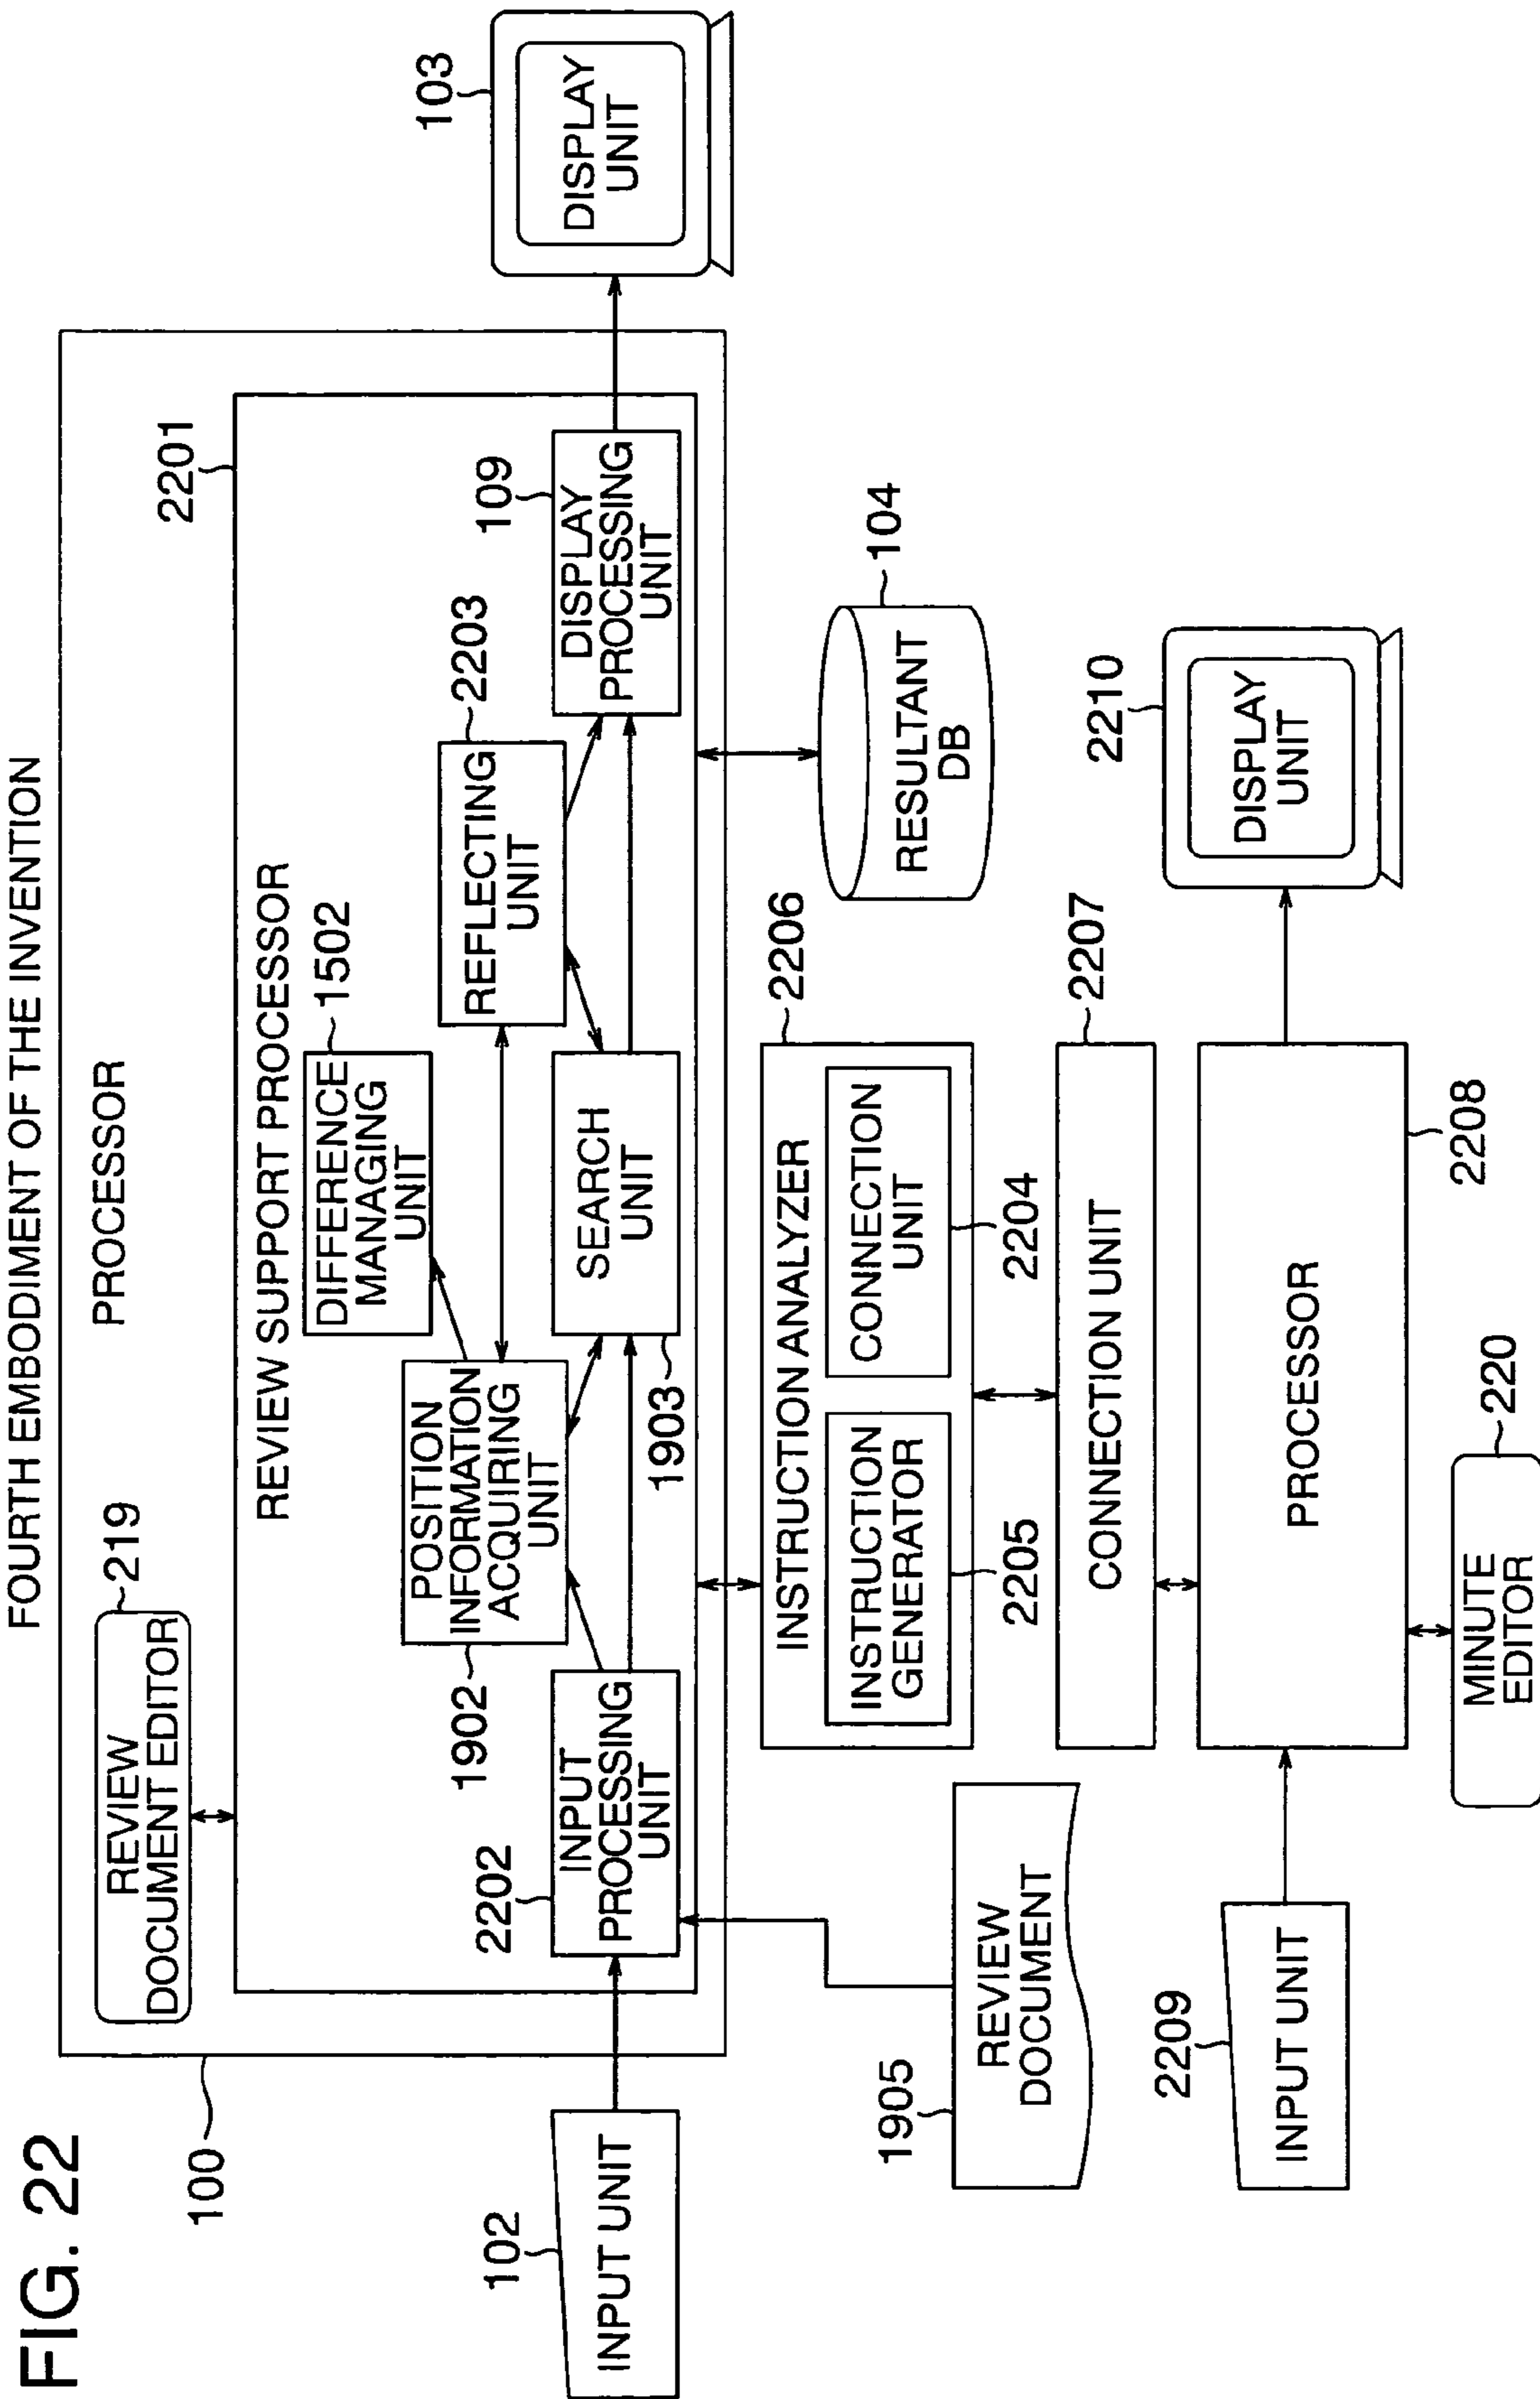 FIG. 22
FOURTH EMBODIMENT OF THE INVENTION
100
PROCESSOR
219
REVIEW
DOCUMENT EDITOR
2201
REVIEW SUPPORT PROCESSOR
1502
DIFFERENCE
MANAGING
UNIT
1902
POSITION
INFORMATION
ACQUIRING
UNIT
2203
REFLECTING
UNIT
102
INPUT UNIT
2202
INPUT
PROCESSING
UNIT
1903
SEARCH
UNIT
109
DISPLAY
PROCESSING
UNIT
103
DISPLAY
UNIT
1905
REVIEW
DOCUMENT
2206
INSTRUCTION ANALYZER
INSTRUCTION
GENERATOR
2205
CONNECTION
UNIT
2204
104
RESULTANT
DB
2207
CONNECTION UNIT
2209
INPUT UNIT
PROCESSOR
2208
2210
DISPLAY
UNIT
220
MINUTE
EDITOR